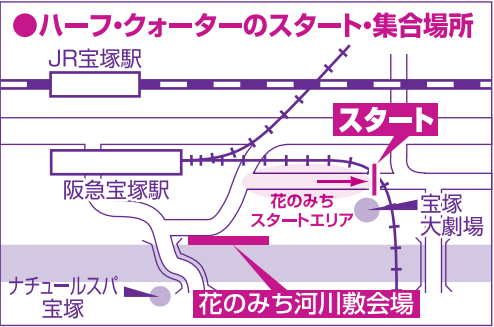 ●ハーフ・クォーターのスタート・集合場所
JR宝塚駅
スタート
阪急宝塚駅
花のみち
スタートエリア
宝塚
大劇場
ナチュールスパ
宝塚
花のみち河川敷会場